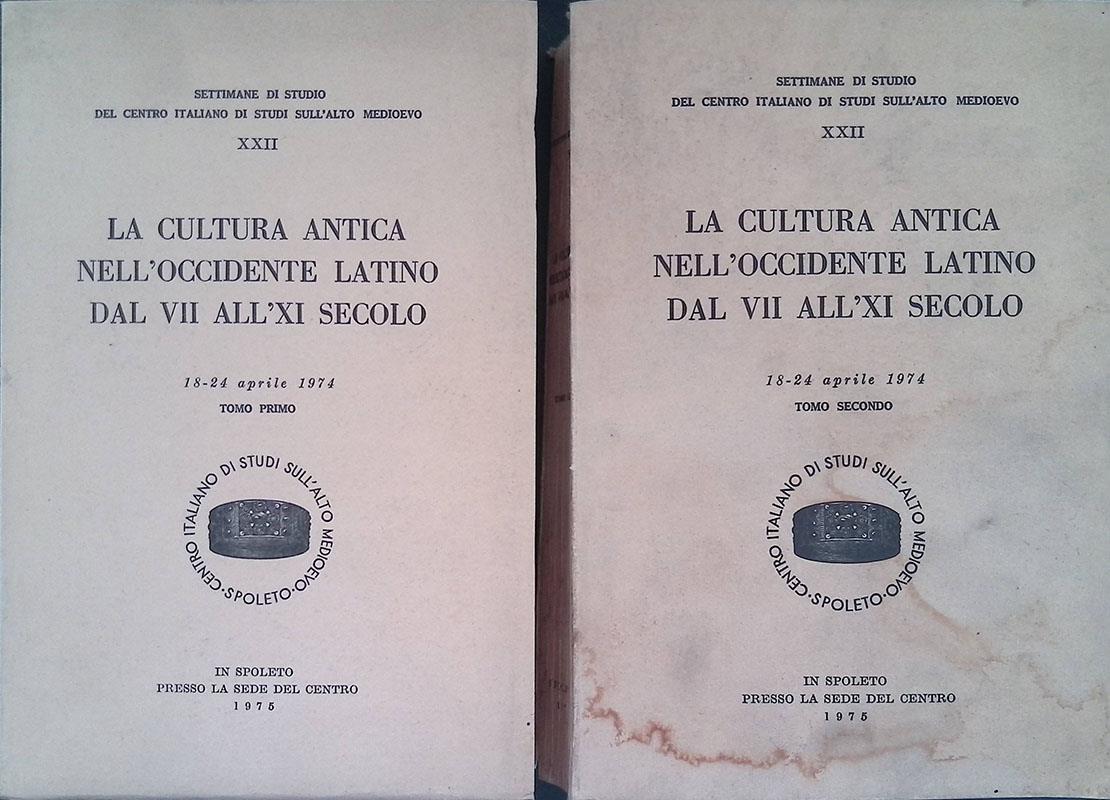 SETTIMANE DI STUDIO
DEL CENTRO ITALIANO DI STUDI SULL'ALTO MEDIOEVO
XXII
LA CULTURA ANTICA
NELL'OCCIDENTE LATINO
DAL VII ALL'XI SECOLO
18-24 aprile 1974
TOMO PRIMO
CENTRO ITALIANO DI STUDI SULL'ALTO MEDIOEVO·SPOLETO·
IN SPOLETO
PRESSO LA SEDE DEL CENTRO
1975
SETTIMANE DI STUDIO
DEL CENTRO ITALIANO DI STUDI SULL'ALTO MEDIOEVO
XXII
LA CULTURA ANTICA
NELL'OCCIDENTE LATINO
DAL VII ALL'XI SECOLO
18-24 aprile 1974
TOMO SECONDO
CENTRO ITALIANO DI STUDI SULL'ALTO MEDIOEVO·SPOLETO·
IN SPOLETO
PRESSO LA SEDE DEL CENTRO
1975